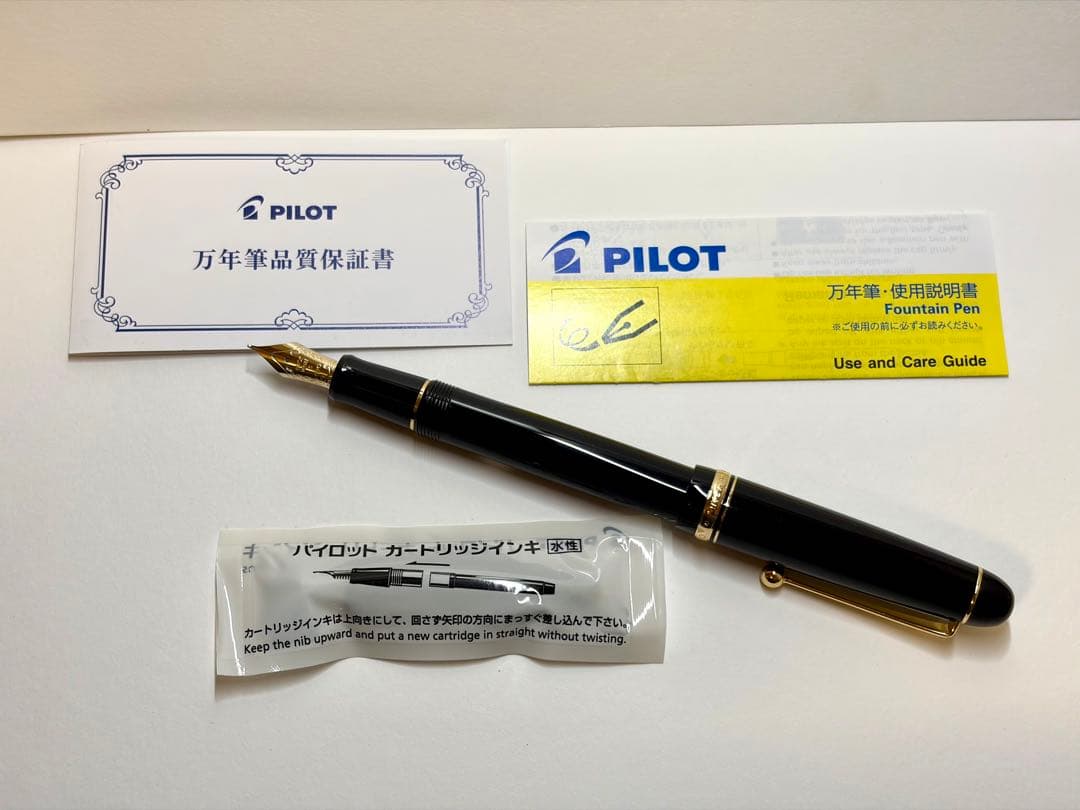 PILOT
万年筆品質保証書
PILOT
万年筆・使用説明書
Fountain Pen
※ご使用の前に必ずお読みください。
Use and Care Guide
パイロット カートリッジインキ 水性
カートリッジインキは上向きにして、回さず矢印の方向にまっすぐ差し込んで下さい。
Keep the nib upward and put a new cartridge in straight without twisting.